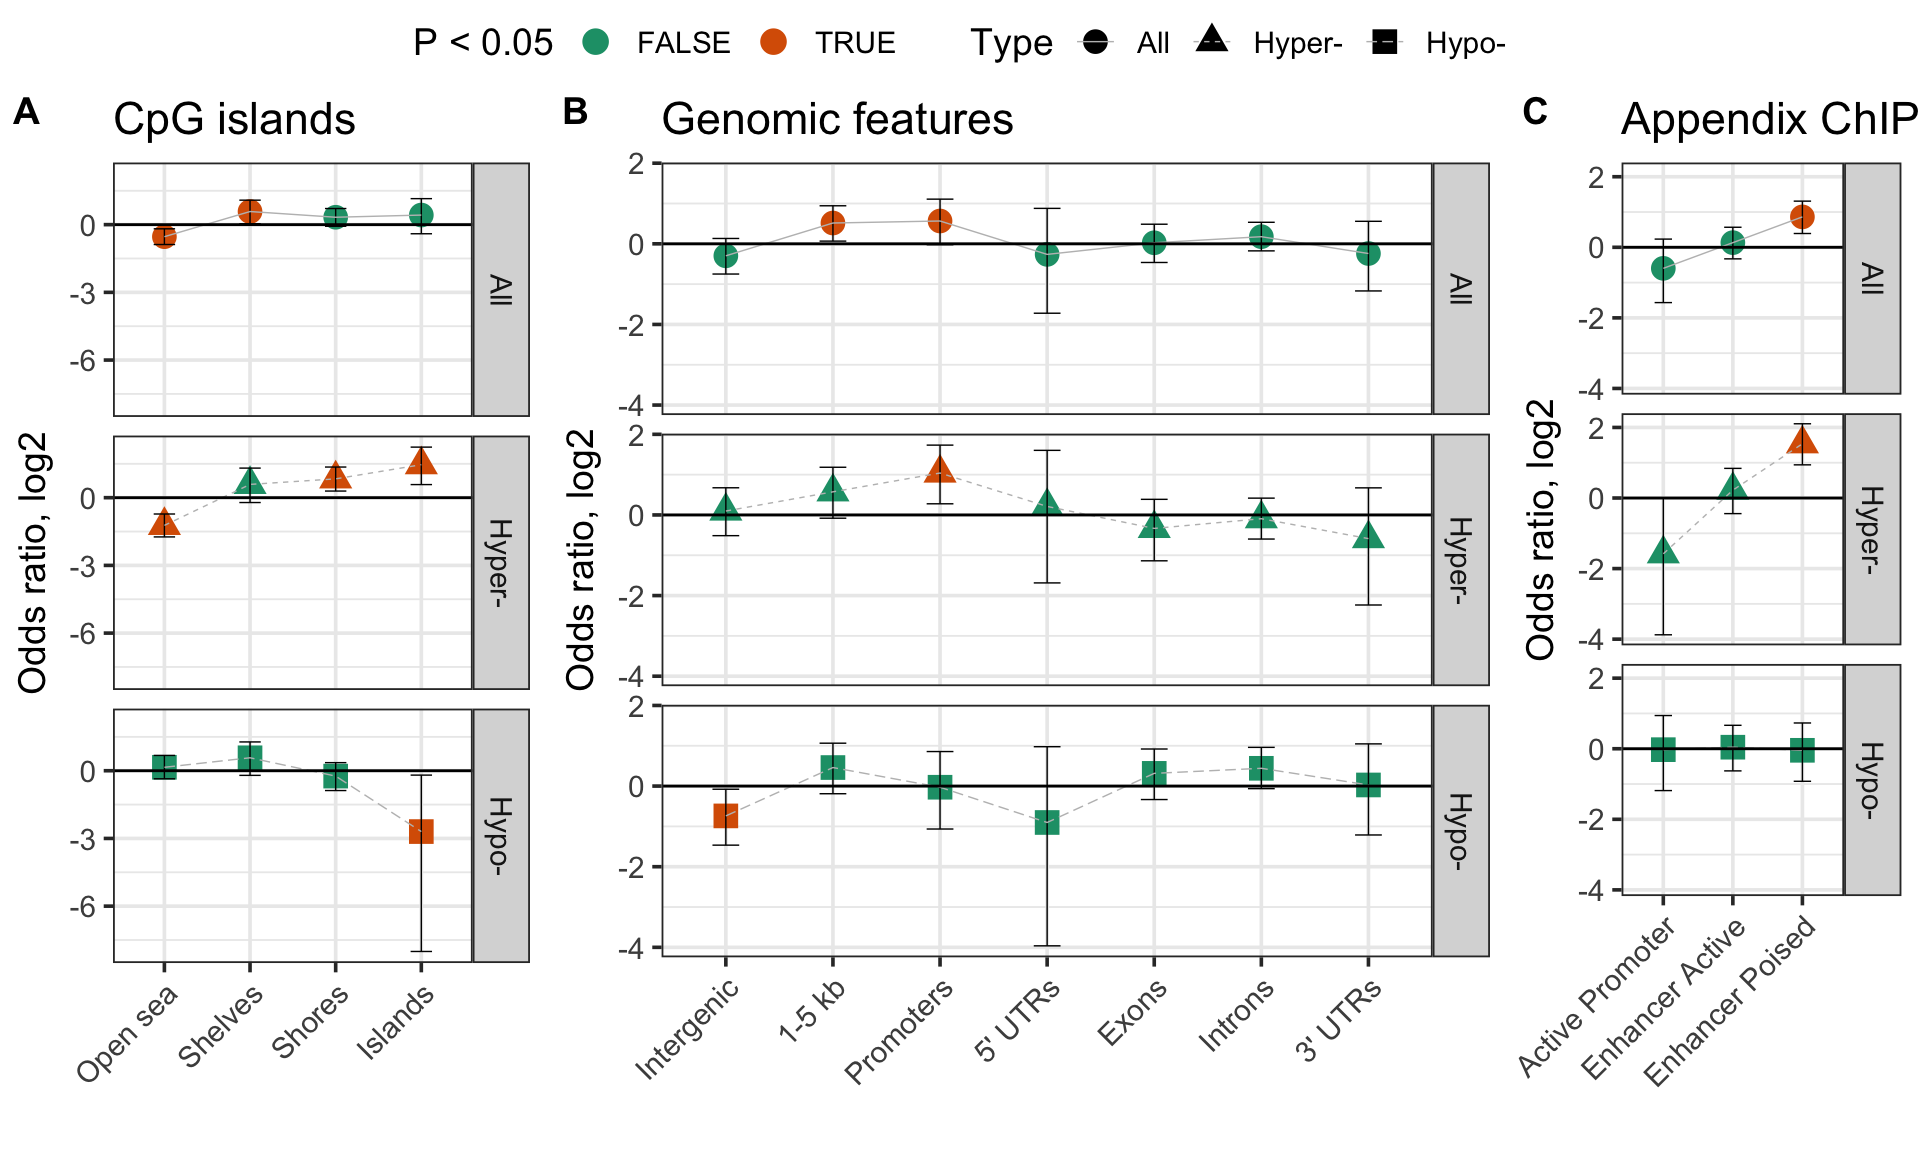 P < 0.05 FALSE TRUE Type All Hyper- Hypo-
A CpG islands
Odds ratio, log2
0
-3
-6
All
0
-3
-6
Hyper-
0
-3
-6
Hypo-
Open sea
Shelves
Shores
Islands
B Genomic features
Odds ratio, log2
2
0
-2
-4
All
2
0
-2
-4
Hyper-
2
0
-2
-4
Hypo-
Intergenic
1-5 kb
Promoters
5' UTRs
Exons
Introns
3' UTRs
C Appendix ChIP
Odds ratio, log2
2
0
-2
-4
All
2
0
-2
-4
Hyper-
2
0
-2
-4
Hypo-
Active Promoter
Enhancer Active
Enhancer Poised